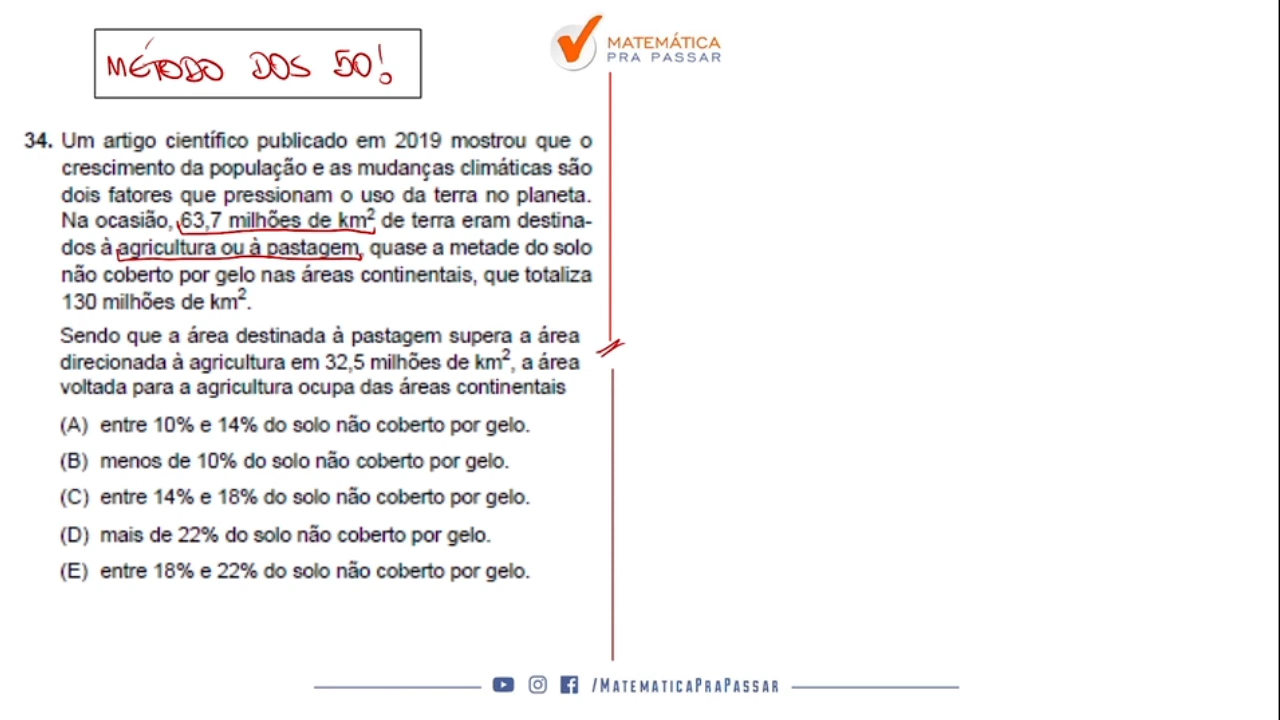 MÉTODO DOS 50!
MATEMÁTICA
PRA PASSAR
34. Um artigo científico publicado em 2019 mostrou que o
crescimento da população e as mudanças climáticas são
dois fatores que pressionam o uso da terra no planeta.
Na ocasião, 63,7 milhões de km² de terra eram destina-
dos à agricultura ou à pastagem, quase a metade do solo
não coberto por gelo nas áreas continentais, que totaliza
130 milhões de km².
Sendo que a área destinada à pastagem supera a área
direcionada à agricultura em 32,5 milhões de km², a área
voltada para a agricultura ocupa das áreas continentais
(A) entre 10% e 14% do solo não coberto por gelo.
(B) menos de 10% do solo não coberto por gelo.
(C) entre 14% e 18% do solo não coberto por gelo.
(D) mais de 22% do solo não coberto por gelo.
(E) entre 18% e 22% do solo não coberto por gelo.
/MATEMATICAPRAPASSAR